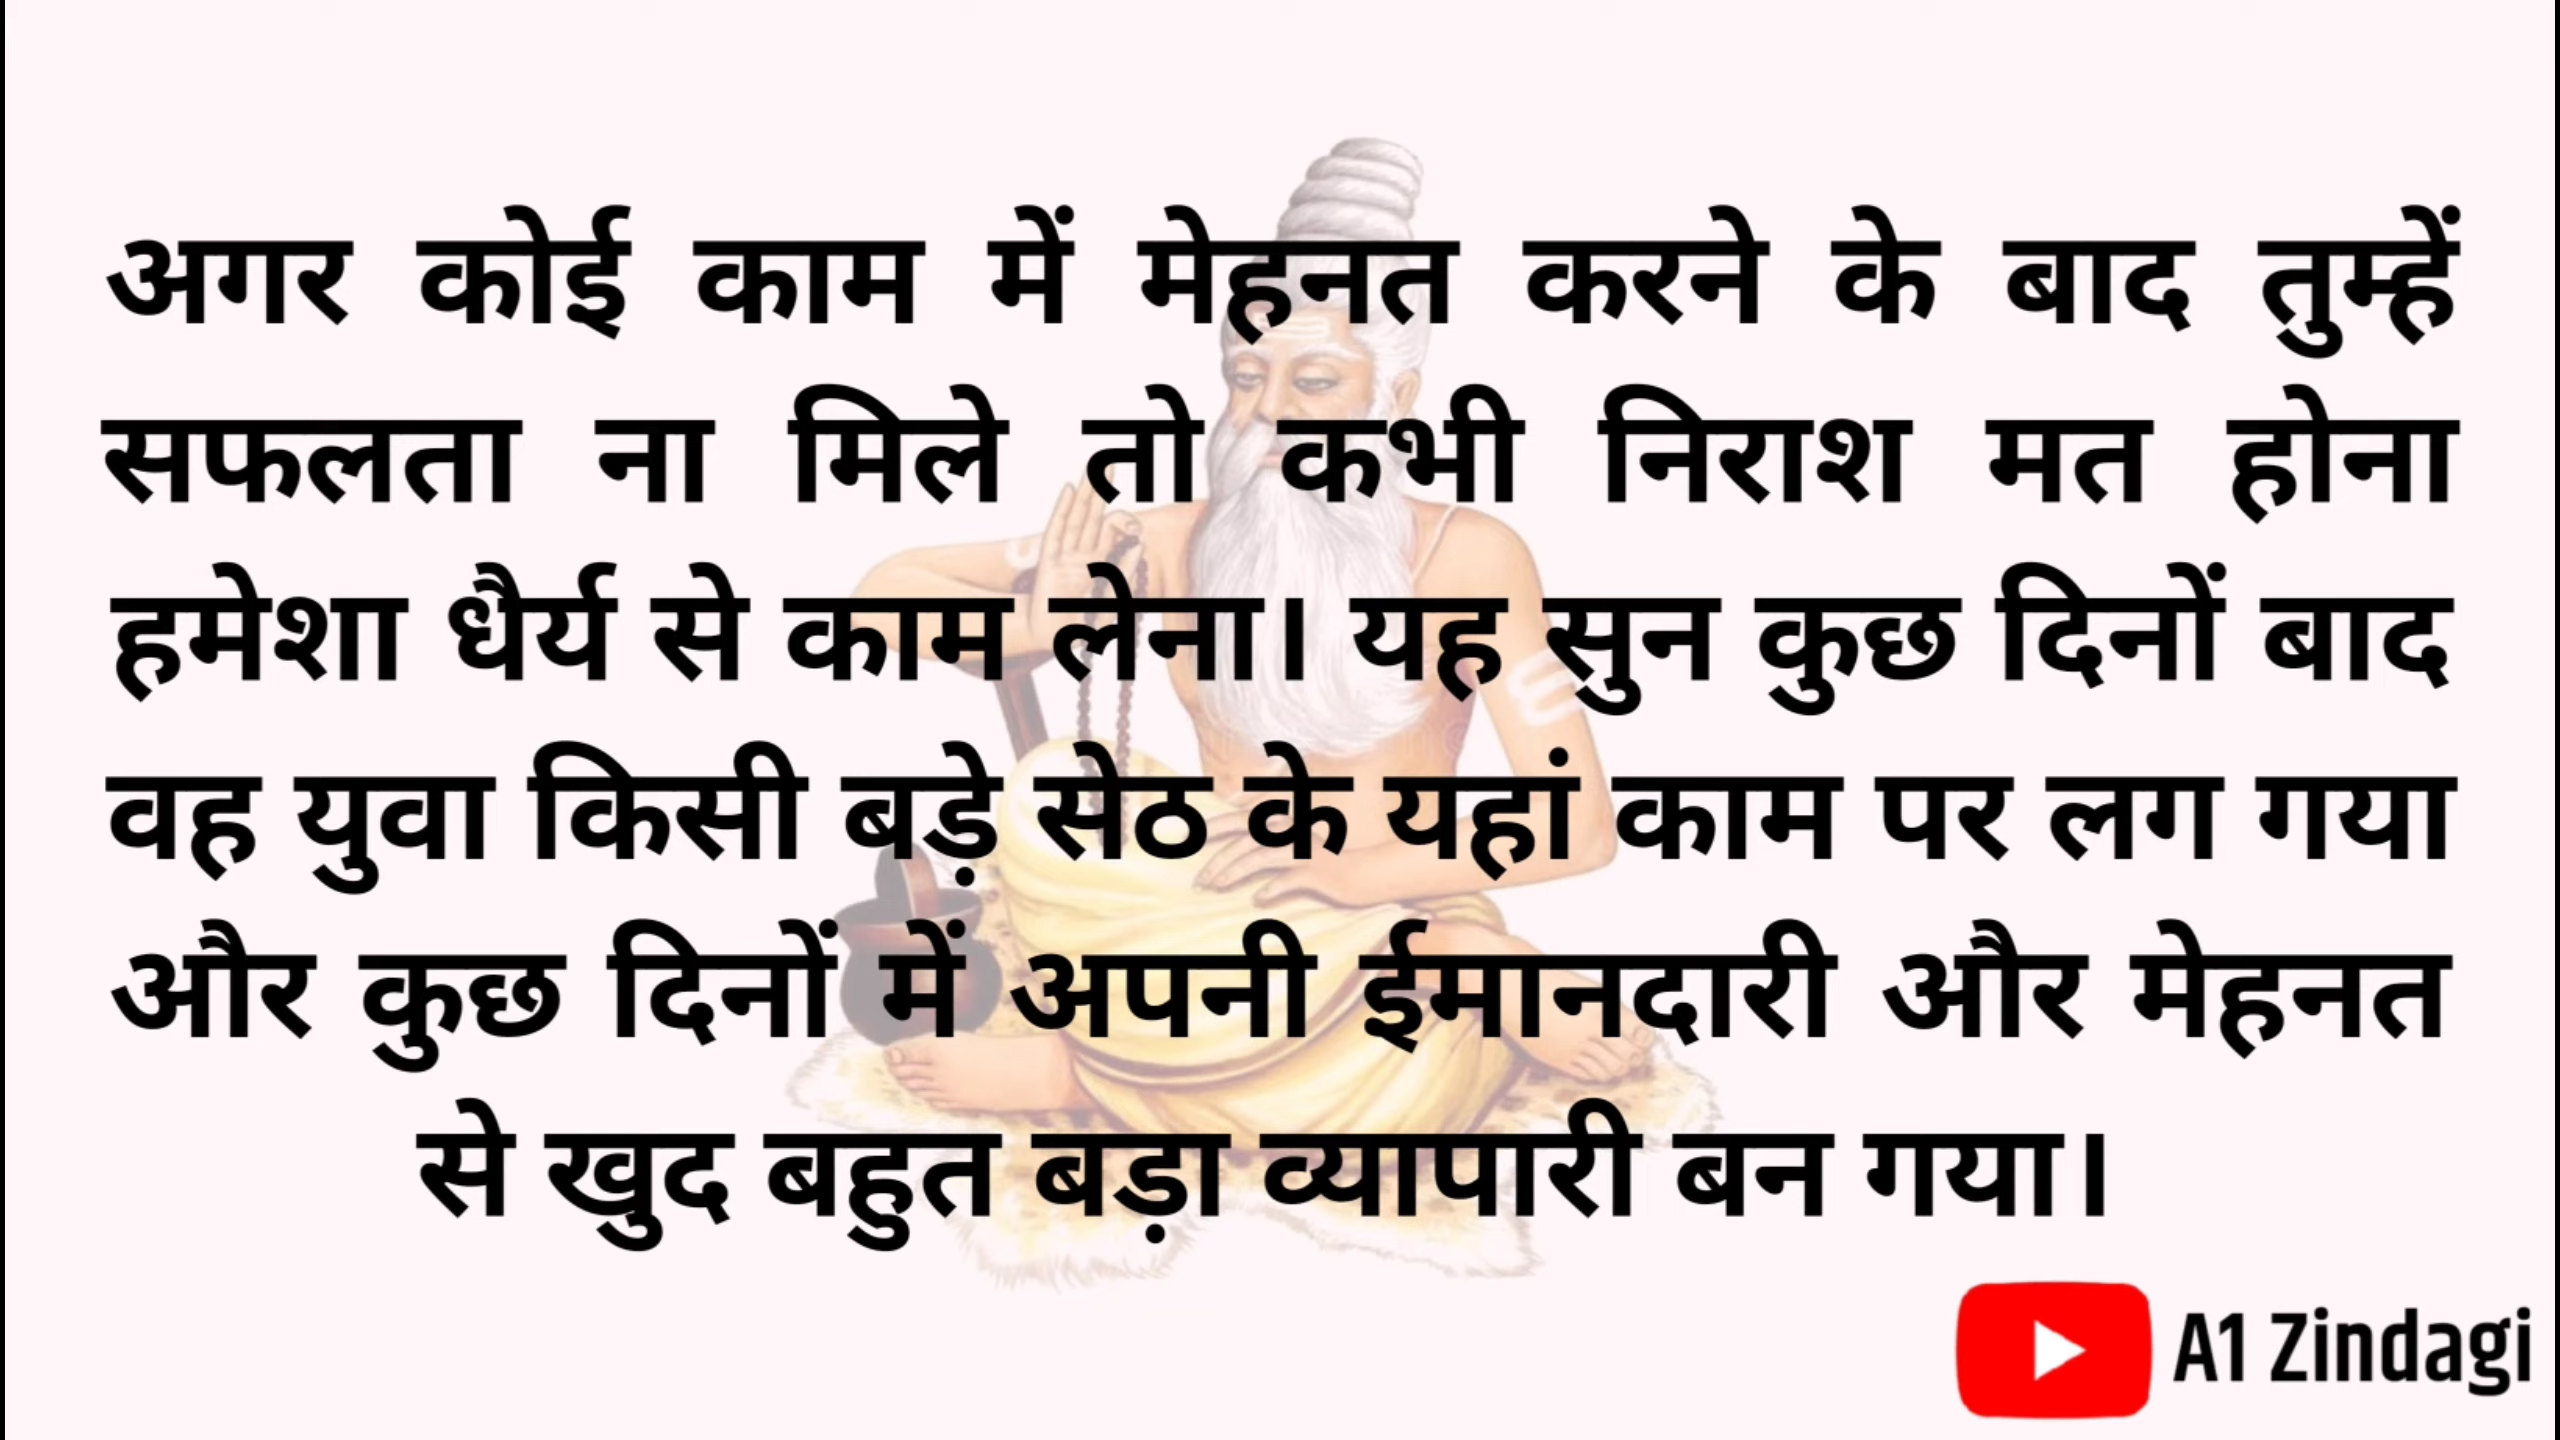 अगर कोई काम में मेहनत करने के बाद तुम्हें
सफलता ना मिले तो कभी निराश मत होना
हमेशा धैर्य से काम लेना। यह सुन कुछ दिनों बाद
वह युवा किसी बड़े सेठ के यहां काम पर लग गया
और कुछ दिनों में अपनी ईमानदारी और मेहनत
से खुद बहुत बड़ा व्यापारी बन गया।
A1 Zindagi